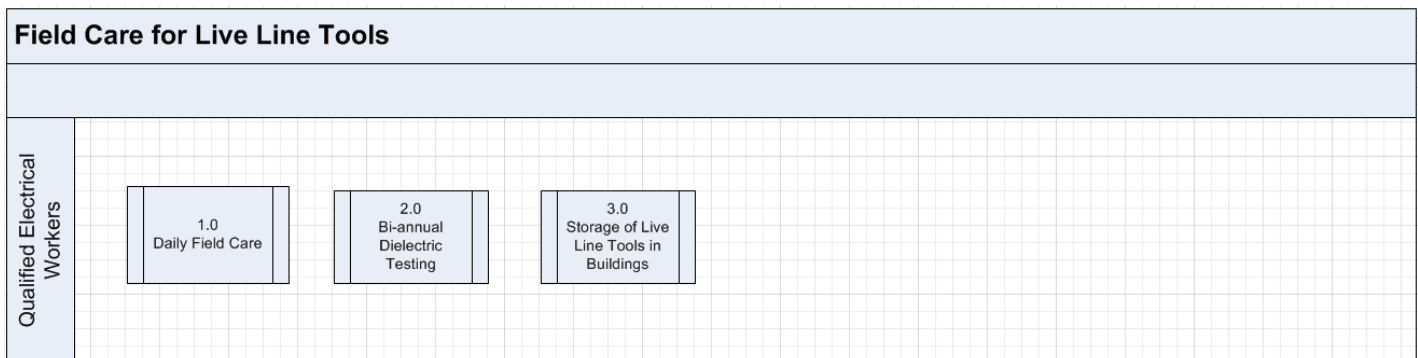 Field Care for Live Line Tools
Qualified Electrical
Workers
1.0
Daily Field Care
2.0
Bi-annual
Dielectric
Testing
3.0
Storage of Live
Line Tools in
Buildings